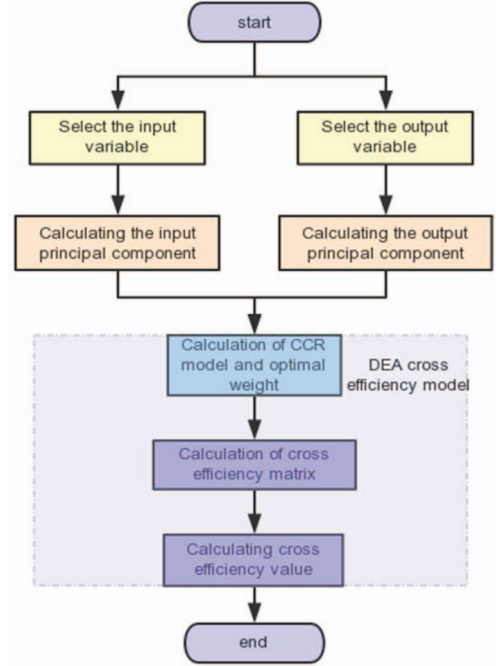 start
Select the input
variable
Select the output
variable
Calculating the input
principal component
Calculating the output
principal component
Calculation of CCR
model and optimal
weight
DEA cross
efficiency model
Calculation of cross
efficiency matrix
Calculating cross
efficiency value
end